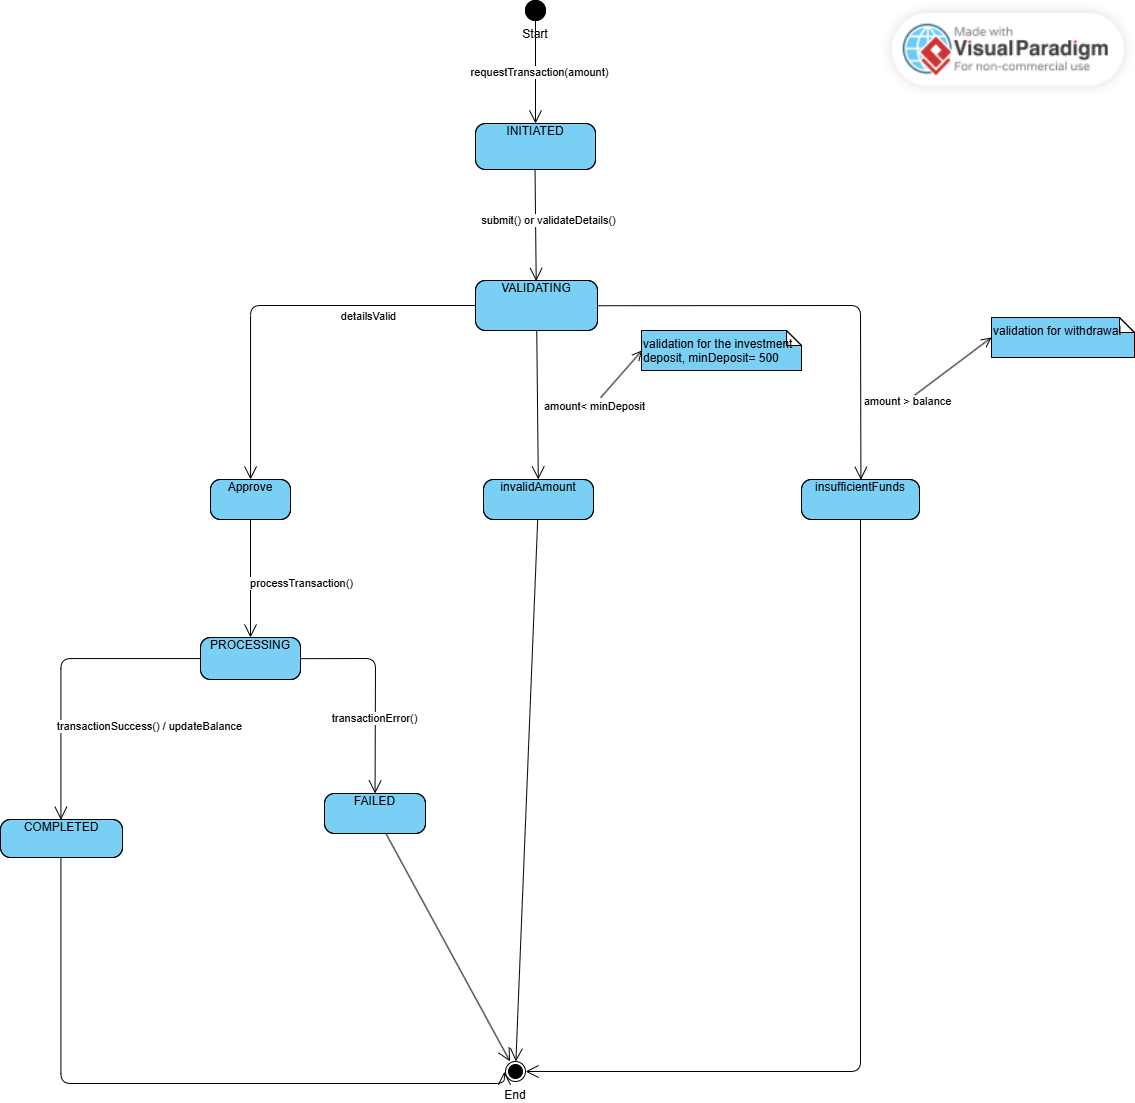 Start
Made with
Visual Paradigm
For non-commercial use
requestTransaction(amount)
INITIATED
submit() or validateDetails()
VALIDATING
detailsValid
validation for the investment
deposit, minDeposit= 500
validation for withdrawal
amount< minDeposit
amount > balance
Approve
invalidAmount
insufficientFunds
processTransaction()
PROCESSING
transactionSuccess() / updateBalance
transactionError()
FAILED
COMPLETED
End